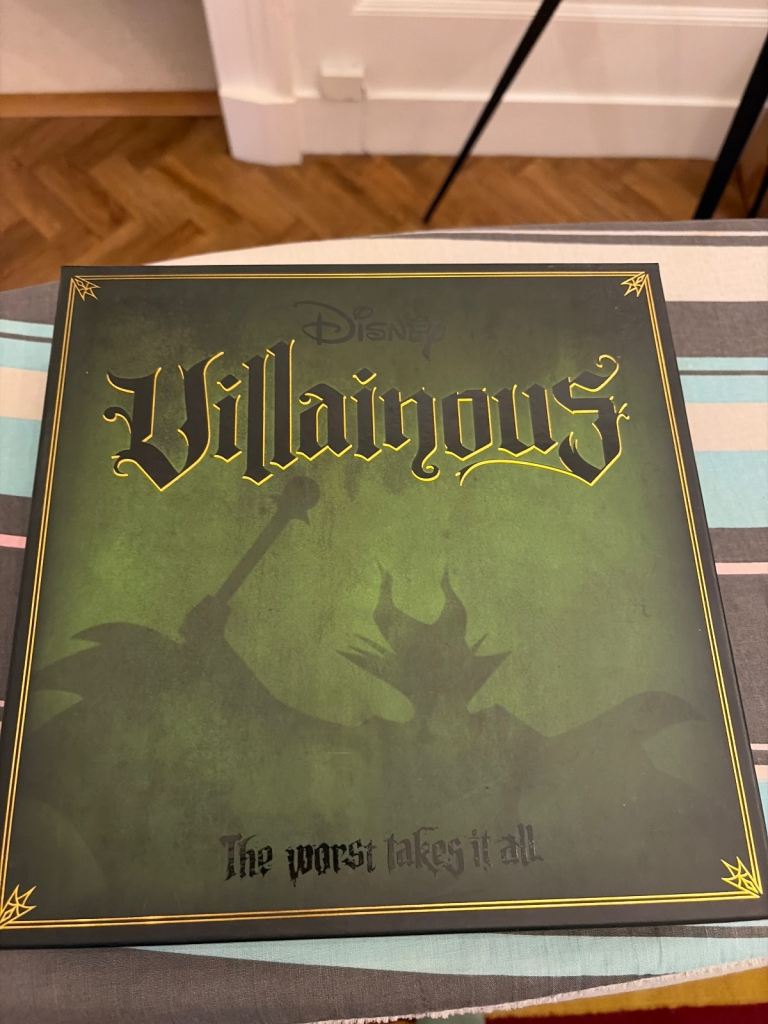 Disney
Villainous
The worst takes it all